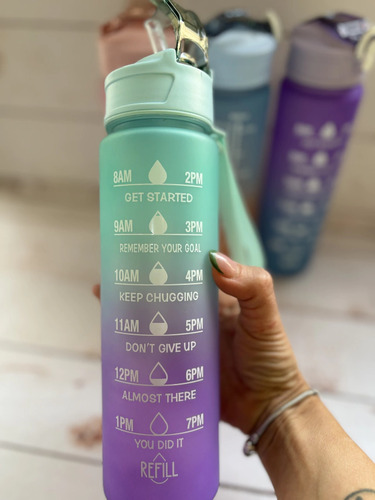 8AM 2PM
GET STARTED
9AM 3PM
REMEMBER YOUR GOAL
10AM 4PM
KEEP CHUGGING
11AM 5PM
DON'T GIVE UP
12PM 6PM
ALMOST THERE
1PM 7PM
YOU DID IT
REFILL